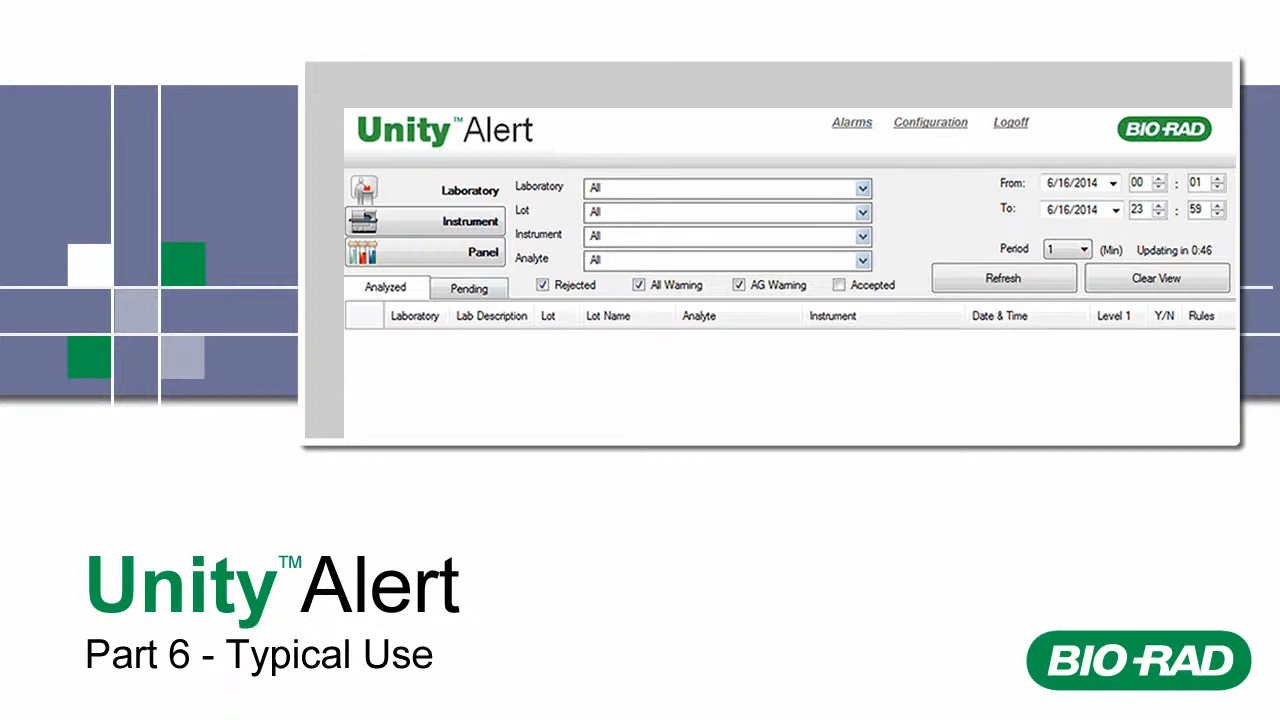 Unity™ Alert
Alarms Configuration Logoff
BIO-RAD
Laboratory
Instrument
Panel
Laboratory All
Lot All
Instrument All
Analyte All
From: 6/16/2014 00 : 01
To: 6/16/2014 23 : 59
Period 1 (Min) Updating in 0:46
Refresh Clear View
Analyzed Pending
Rejected All Warning AG Warning Accepted
Laboratory Lab Description Lot Lot Name Analyte Instrument Date & Time Level 1 Y/N Rules
Unity™ Alert
Part 6 - Typical Use
BIO-RAD